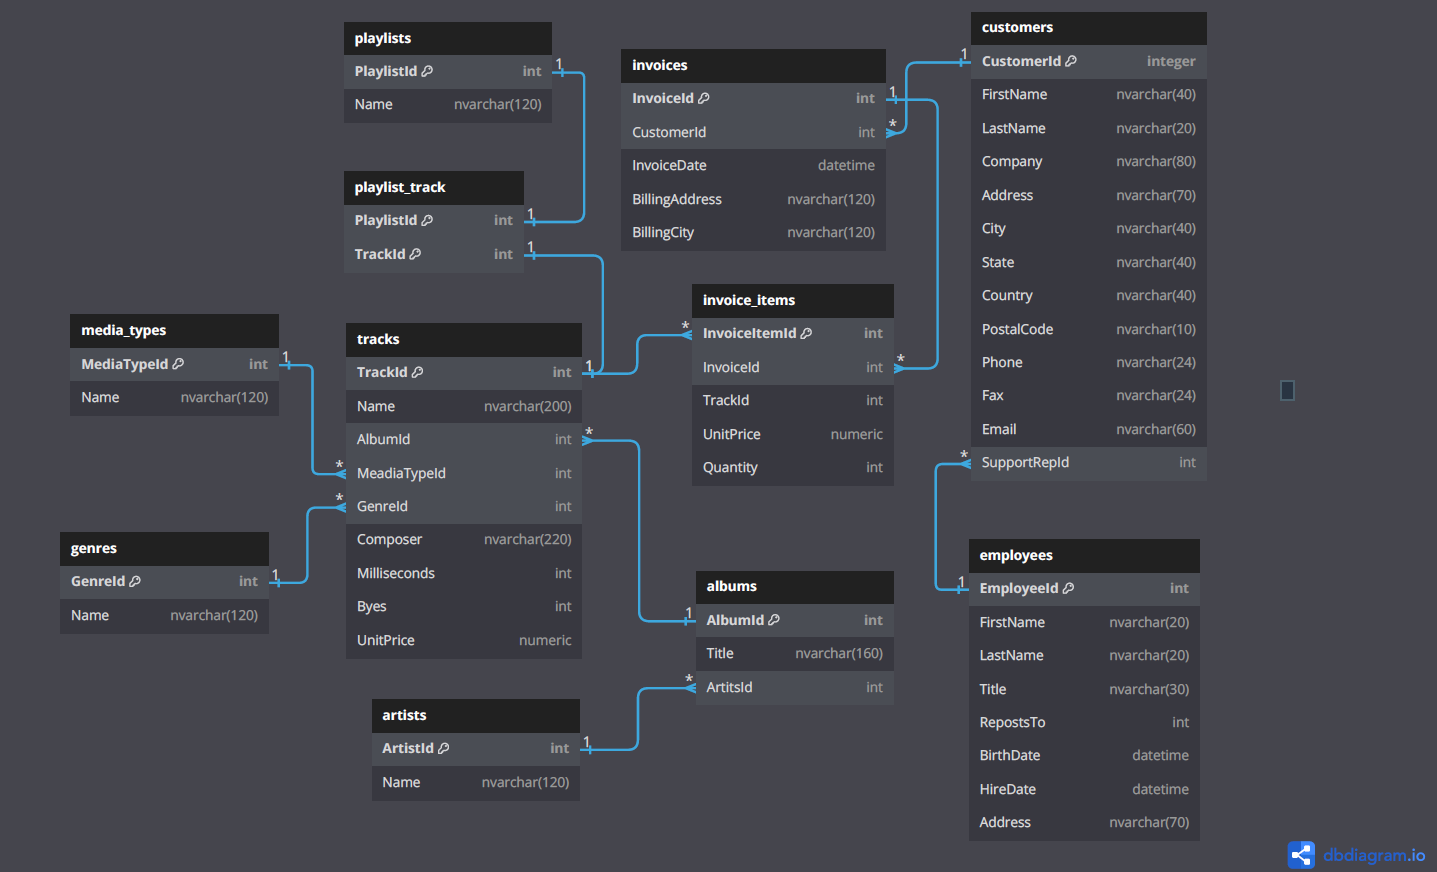 playlists
PlaylistId int
Name nvarchar(120)
playlist_track
PlaylistId int
TrackId int
media_types
MediaTypeId int
Name nvarchar(120)
genres
GenreId int
Name nvarchar(120)
tracks
TrackId int
Name nvarchar(200)
AlbumId int
MeadiaTypeId int
GenreId int
Composer nvarchar(220)
Milliseconds int
Byes int
UnitPrice numeric
artists
ArtistId int
Name nvarchar(120)
invoices
InvoiceId int
CustomerId int
InvoiceDate datetime
BillingAddress nvarchar(120)
BillingCity nvarchar(120)
invoice_items
InvoiceItemId int
InvoiceId int
TrackId int
UnitPrice numeric
Quantity int
albums
AlbumId int
Title nvarchar(160)
ArtitsId int
customers
CustomerId integer
FirstName nvarchar(40)
LastName nvarchar(20)
Company nvarchar(80)
Address nvarchar(70)
City nvarchar(40)
State nvarchar(40)
Country nvarchar(40)
PostalCode nvarchar(10)
Phone nvarchar(24)
Fax nvarchar(24)
Email nvarchar(60)
SupportRepId int
employees
EmployeeId int
FirstName nvarchar(20)
LastName nvarchar(20)
Title nvarchar(30)
RepostsTo int
BirthDate datetime
HireDate datetime
Address nvarchar(70)
1
1
1
1
*
1
*
1
*
1
*
1
*
1
*
*
1
*
1
*
1
dbdiagram.io